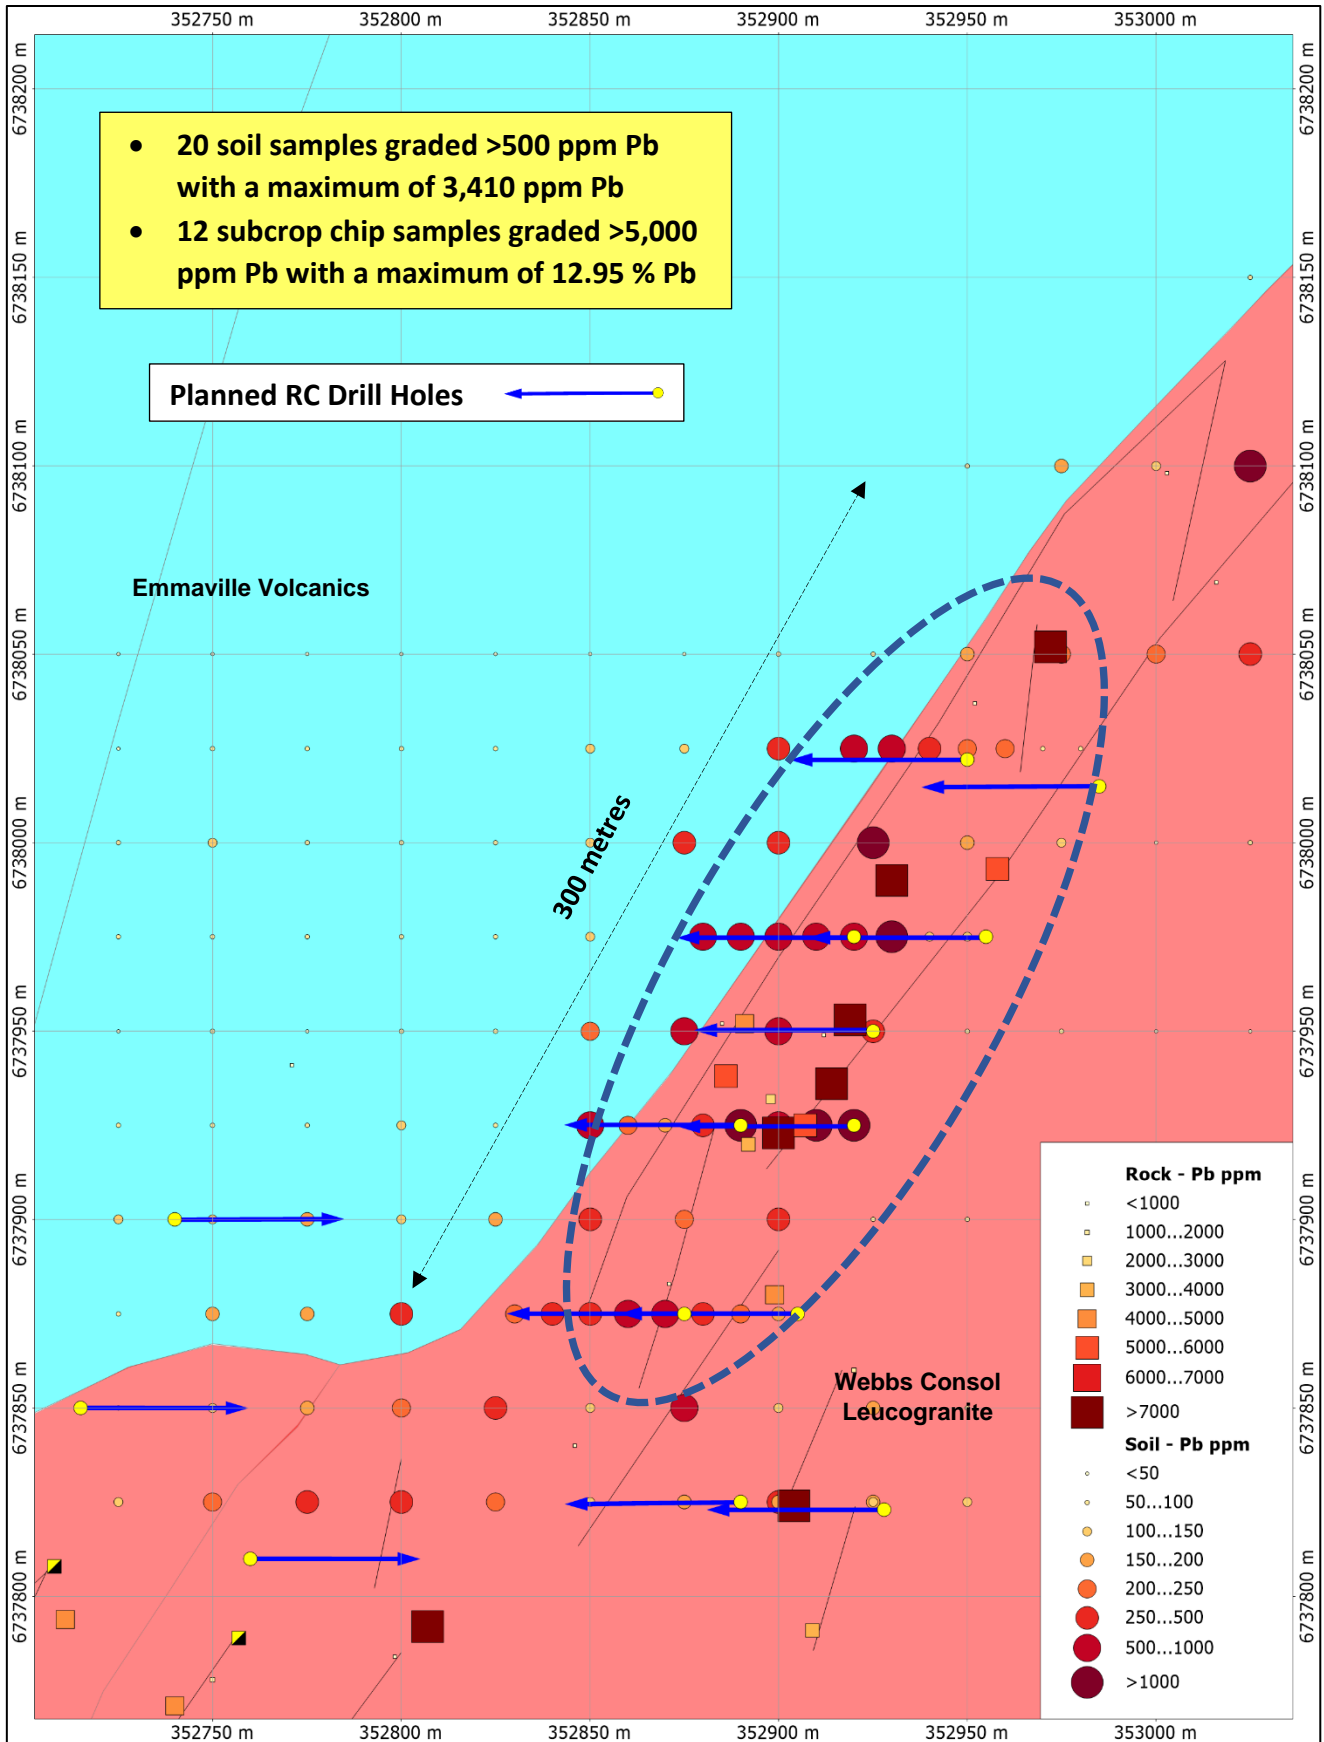 352750 m
352800 m
352850 m
352900 m
352950 m
353000 m
6738200 m
6738200 m
• 20 soil samples graded >500 ppm Pb
with a maximum of 3,410 ppm Pb
• 12 subcrop chip samples graded >5,000
ppm Pb with a maximum of 12.95 % Pb
6738150 m
6738150 m
Planned RC Drill Holes
6738100 m
6738100 m
Emmaville Volcanics
6738050 m
6738050 m
300 metres
6738000 m
6738000 m
6737950 m
6737950 m
6737900 m
6737900 m
Webbs Consol
Leucogranite
6737850 m
6737850 m
6737800 m
6737800 m
Rock - Pb ppm
<1000
1000...2000
2000...3000
3000...4000
4000...5000
5000...6000
6000...7000
>7000
Soil - Pb ppm
<50
50...100
100...150
150...200
200...250
250...500
500...1000
>1000
352750 m
352800 m
352850 m
352900 m
352950 m
353000 m